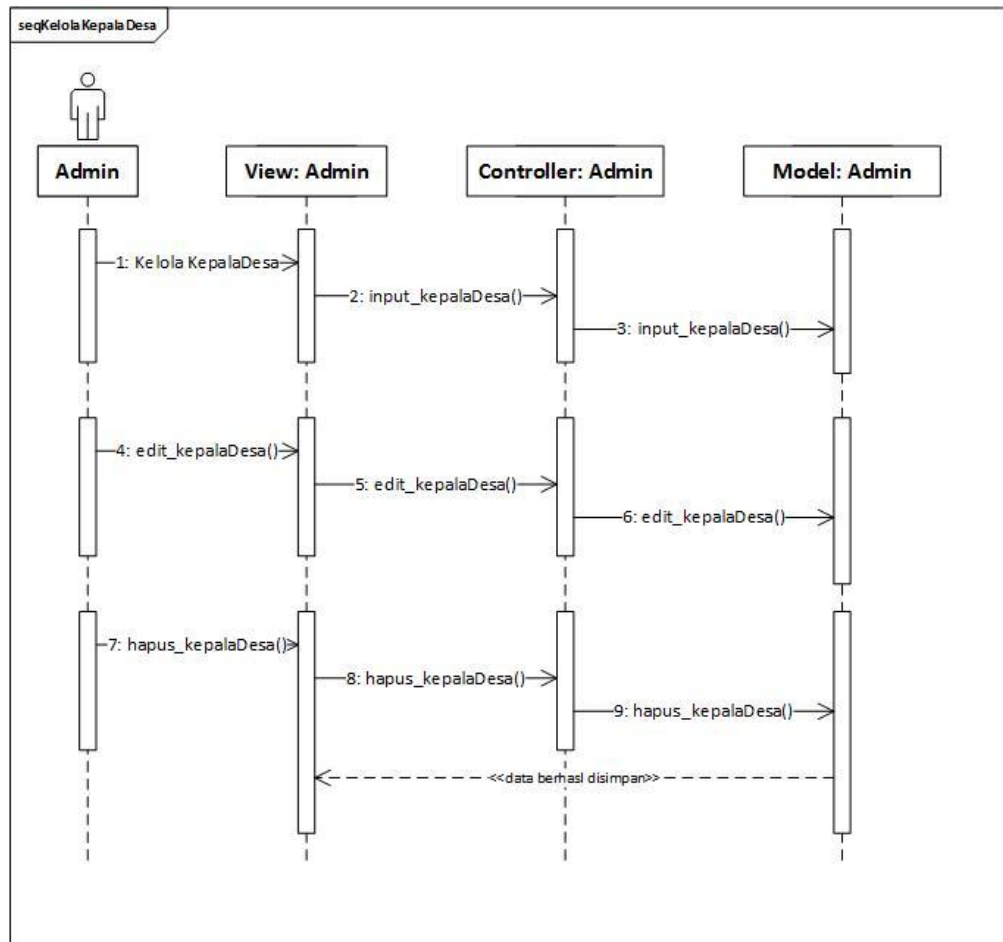 seqKelolaKepalaDesa
Admin
View: Admin
Controller: Admin
Model: Admin
1: Kelola KepalaDesa
2: input_kepalaDesa()
3: input_kepalaDesa()
4: edit_kepalaDesa()
5: edit_kepalaDesa()
6: edit_kepalaDesa()
7: hapus_kepalaDesa()
8: hapus_kepalaDesa()
9: hapus_kepalaDesa()
<<data berhasl disimpan>>